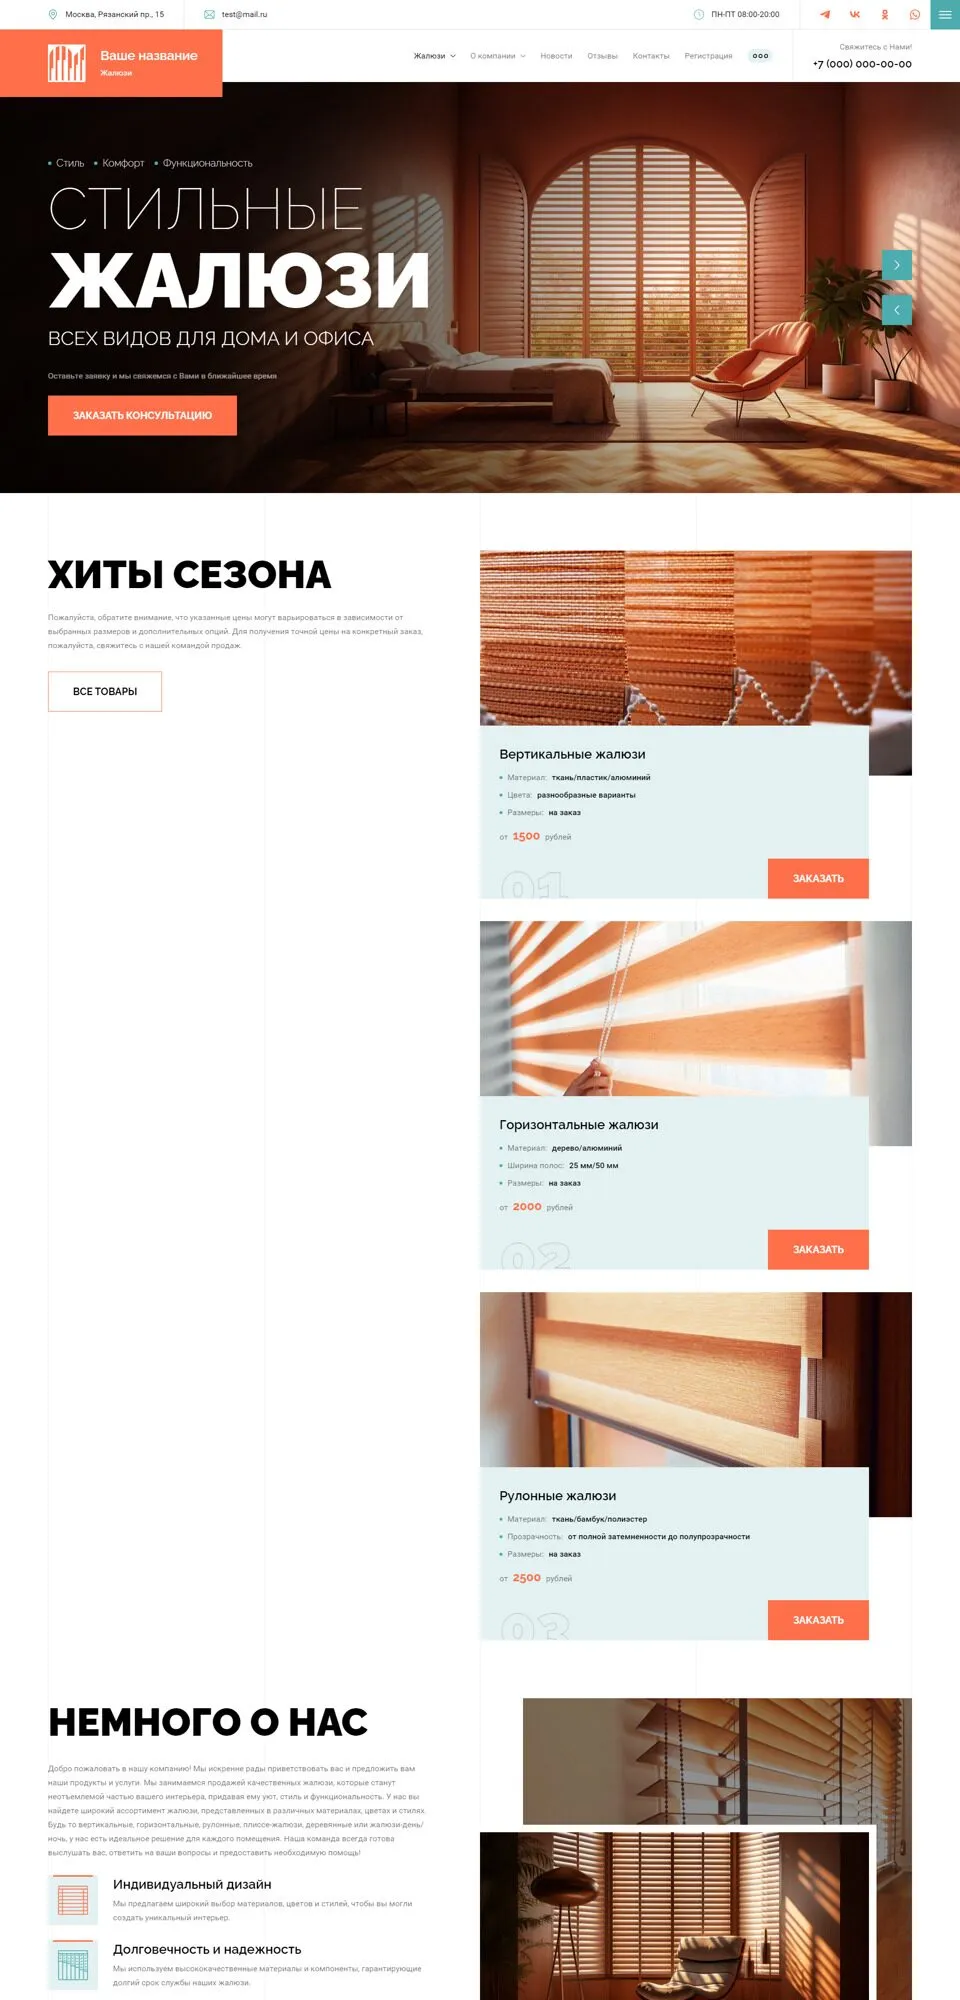 Москва, Рязанский пр., 15
test@mail.ru
ПН-ПТ 08:00-20:00
Ваше название
Жалюзи
Жалюзи
О компании
Новости
Отзывы
Контакты
Регистрация
Свяжитесь с Нами!
+7 (000) 000-00-00
Стиль
Комфорт
Функциональность
СТИЛЬНЫЕ
ЖАЛЮЗИ
ВСЕХ ВИДОВ ДЛЯ ДОМА И ОФИСА
Оставьте заявку и мы свяжемся с Вами в ближайшее время
ЗАКАЗАТЬ КОНСУЛЬТАЦИЮ
ХИТЫ СЕЗОНА
Пожалуйста, обратите внимание, что указанные цены могут варьироваться в зависимости от
выбранных размеров и дополнительных опций. Для получения точной цены на конкретный заказ,
пожалуйста, свяжитесь с нашей командой продаж.
ВСЕ ТОВАРЫ
Вертикальные жалюзи
Материал: ткань/пластик/алюминий
Цвета: разнообразные варианты
Размеры: на заказ
от 1500 рублей
01
ЗАКАЗАТЬ
Горизонтальные жалюзи
Материал: дерево/алюминий
Ширина полос: 25 мм/50 мм
Размеры: на заказ
от 2000 рублей
02
ЗАКАЗАТЬ
Рулонные жалюзи
Материал: ткань/бамбук/полиэстер
Прозрачность: от полной затемненности до полупрозрачности
Размеры: на заказ
от 2500 рублей
03
ЗАКАЗАТЬ
НЕМНОГО О НАС
Добро пожаловать в нашу компанию! Мы искренне рады приветствовать вас и предложить вам
наши продукты и услуги. Мы занимаемся продажей качественных жалюзи, которые станут
неотъемлемой частью вашего интерьера, придавая ему уют, стиль и функциональность. У нас вы
найдете широкий ассортимент жалюзи, представленных в различных материалах, цветах и стилях.
Будь то вертикальные, горизонтальные, рулонные, плиссе-жалюзи, деревянные или жалюзи-день/
ночь, у нас есть идеальное решение для каждого помещения. Наша команда всегда готова
выслушать вас, ответить на ваши вопросы и предоставить необходимую помощь!
Индивидуальный дизайн
Мы предлагаем широкий выбор материалов, цветов и стилей, чтобы вы могли
создать уникальный интерьер.
Долговечность и надежность
Мы используем высококачественные материалы и компоненты, гарантирующие
долгий срок службы наших жалюзи.